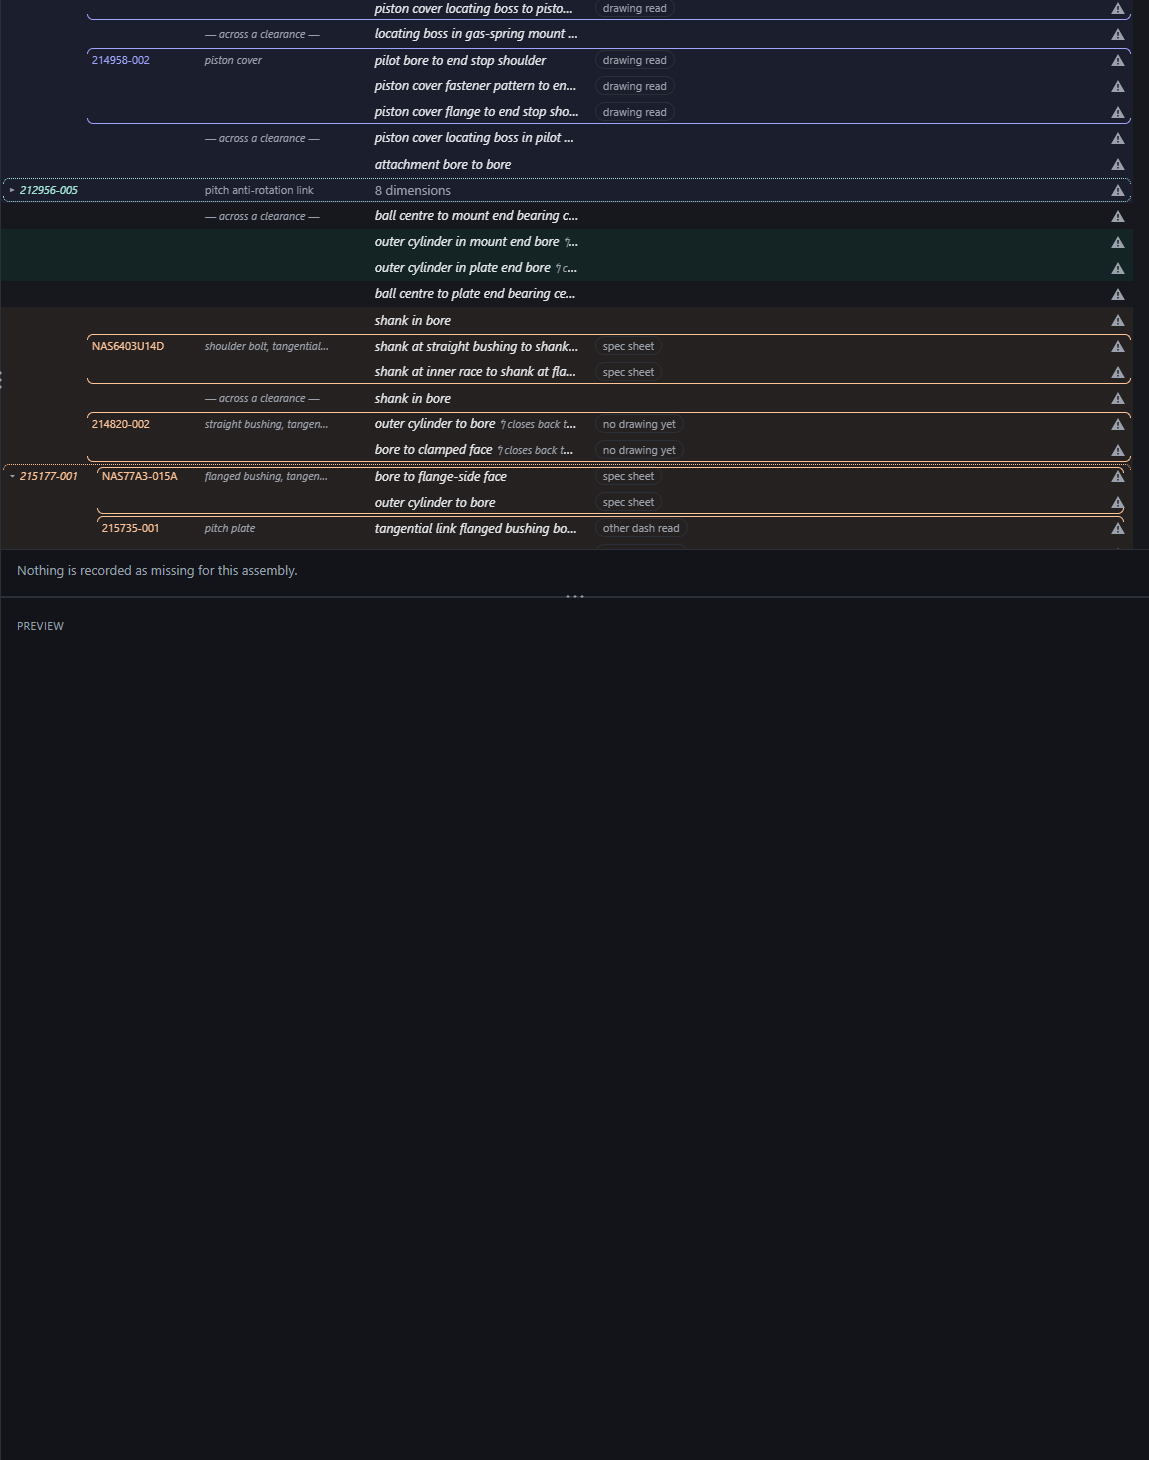 piston cover locating boss to pisto... drawing read
— across a clearance — locating boss in gas-spring mount ...
214958-002 piston cover pilot bore to end stop shoulder drawing read
piston cover fastener pattern to en... drawing read
piston cover flange to end stop sho... drawing read
— across a clearance — piston cover locating boss in pilot ...
attachment bore to bore
212956-005 pitch anti-rotation link 8 dimensions
— across a clearance — ball centre to mount end bearing c...
outer cylinder in mount end bore ↰...
outer cylinder in plate end bore ↰ c...
ball centre to plate end bearing ce...
shank in bore
NAS6403U14D shoulder bolt, tangential... shank at straight bushing to shank... spec sheet
shank at inner race to shank at fla... spec sheet
— across a clearance — shank in bore
214820-002 straight bushing, tangen... outer cylinder to bore ↰ closes back t... no drawing yet
bore to clamped face ↰ closes back t... no drawing yet
215177-001 NAS77A3-015A flanged bushing, tangen... bore to flange-side face spec sheet
outer cylinder to bore spec sheet
215735-001 pitch plate tangential link flanged bushing bo... other dash read
Nothing is recorded as missing for this assembly.
PREVIEW